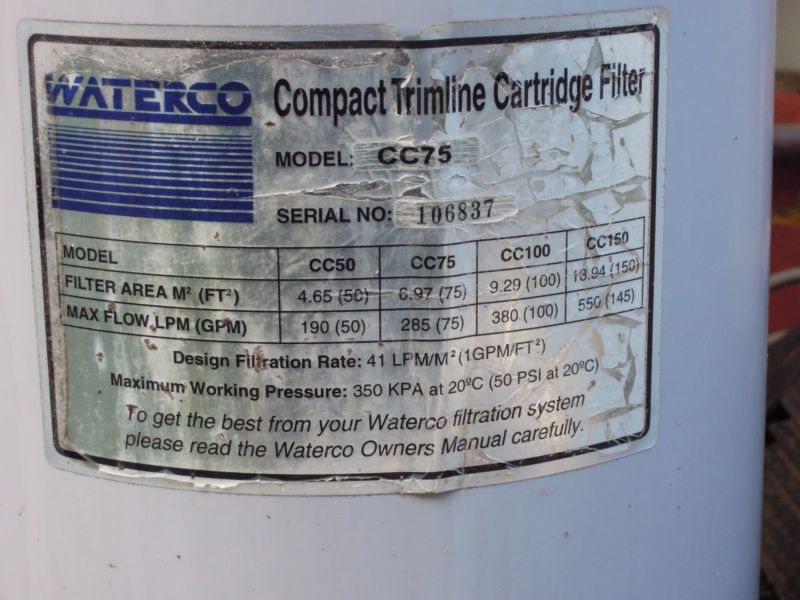 WATERCO
Compact Trimline Cartridge Filter
MODEL: CC75
SERIAL NO: 106837
MODEL CC50 CC75 CC100 CC150
FILTER AREA M² (FT²) 4.65 (50) 6.97 (75) 9.29 (100) 13.94 (150)
MAX FLOW LPM (GPM) 190 (50) 285 (75) 380 (100) 550 (145)
Design Filtration Rate: 41 LPM/M² (1GPM/FT²)
Maximum Working Pressure: 350 KPA at 20ºC (50 PSI at 20ºC)
To get the best from your Waterco filtration system
please read the Waterco Owners Manual carefully.